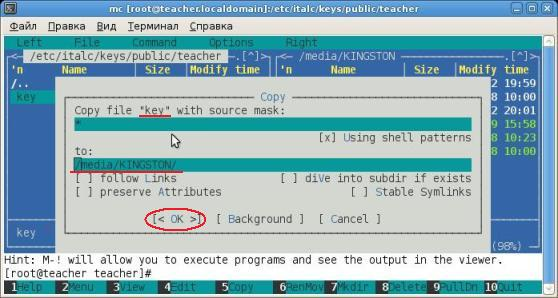 mc [root@teacher.localdomain]:/etc/italc/keys/public/teacher
Файл Правка Вид Терминал Справка
Left File Command Options Right
/etc/italc/keys/public/teacher .[^]> /media/KINGSTON .[^]>
'n Name Size Modify time 'n Name Size Modify time
/.. 2 19:59
key 8 10:00
2 20:01
9 15:58
8 10:23
8 10:00
Copy
Copy file "key" with source mask:
*
[x] Using shell patterns
to:
/media/KINGSTON/
[ ] follow Links [ ] diVe into subdir if exists
[ ] preserve Attributes [ ] Stable Symlinks
[< OK >] [ Background ] [ Cancel ]
key
(98%)
Hint: M-! will allow you to execute programs and see the output in the viewer.
[root@teacher teacher]#
1Help 2Menu 3View 4Edit 5Copy 6RenMov 7Mkdir 8Delete 9PullDn 10Quit